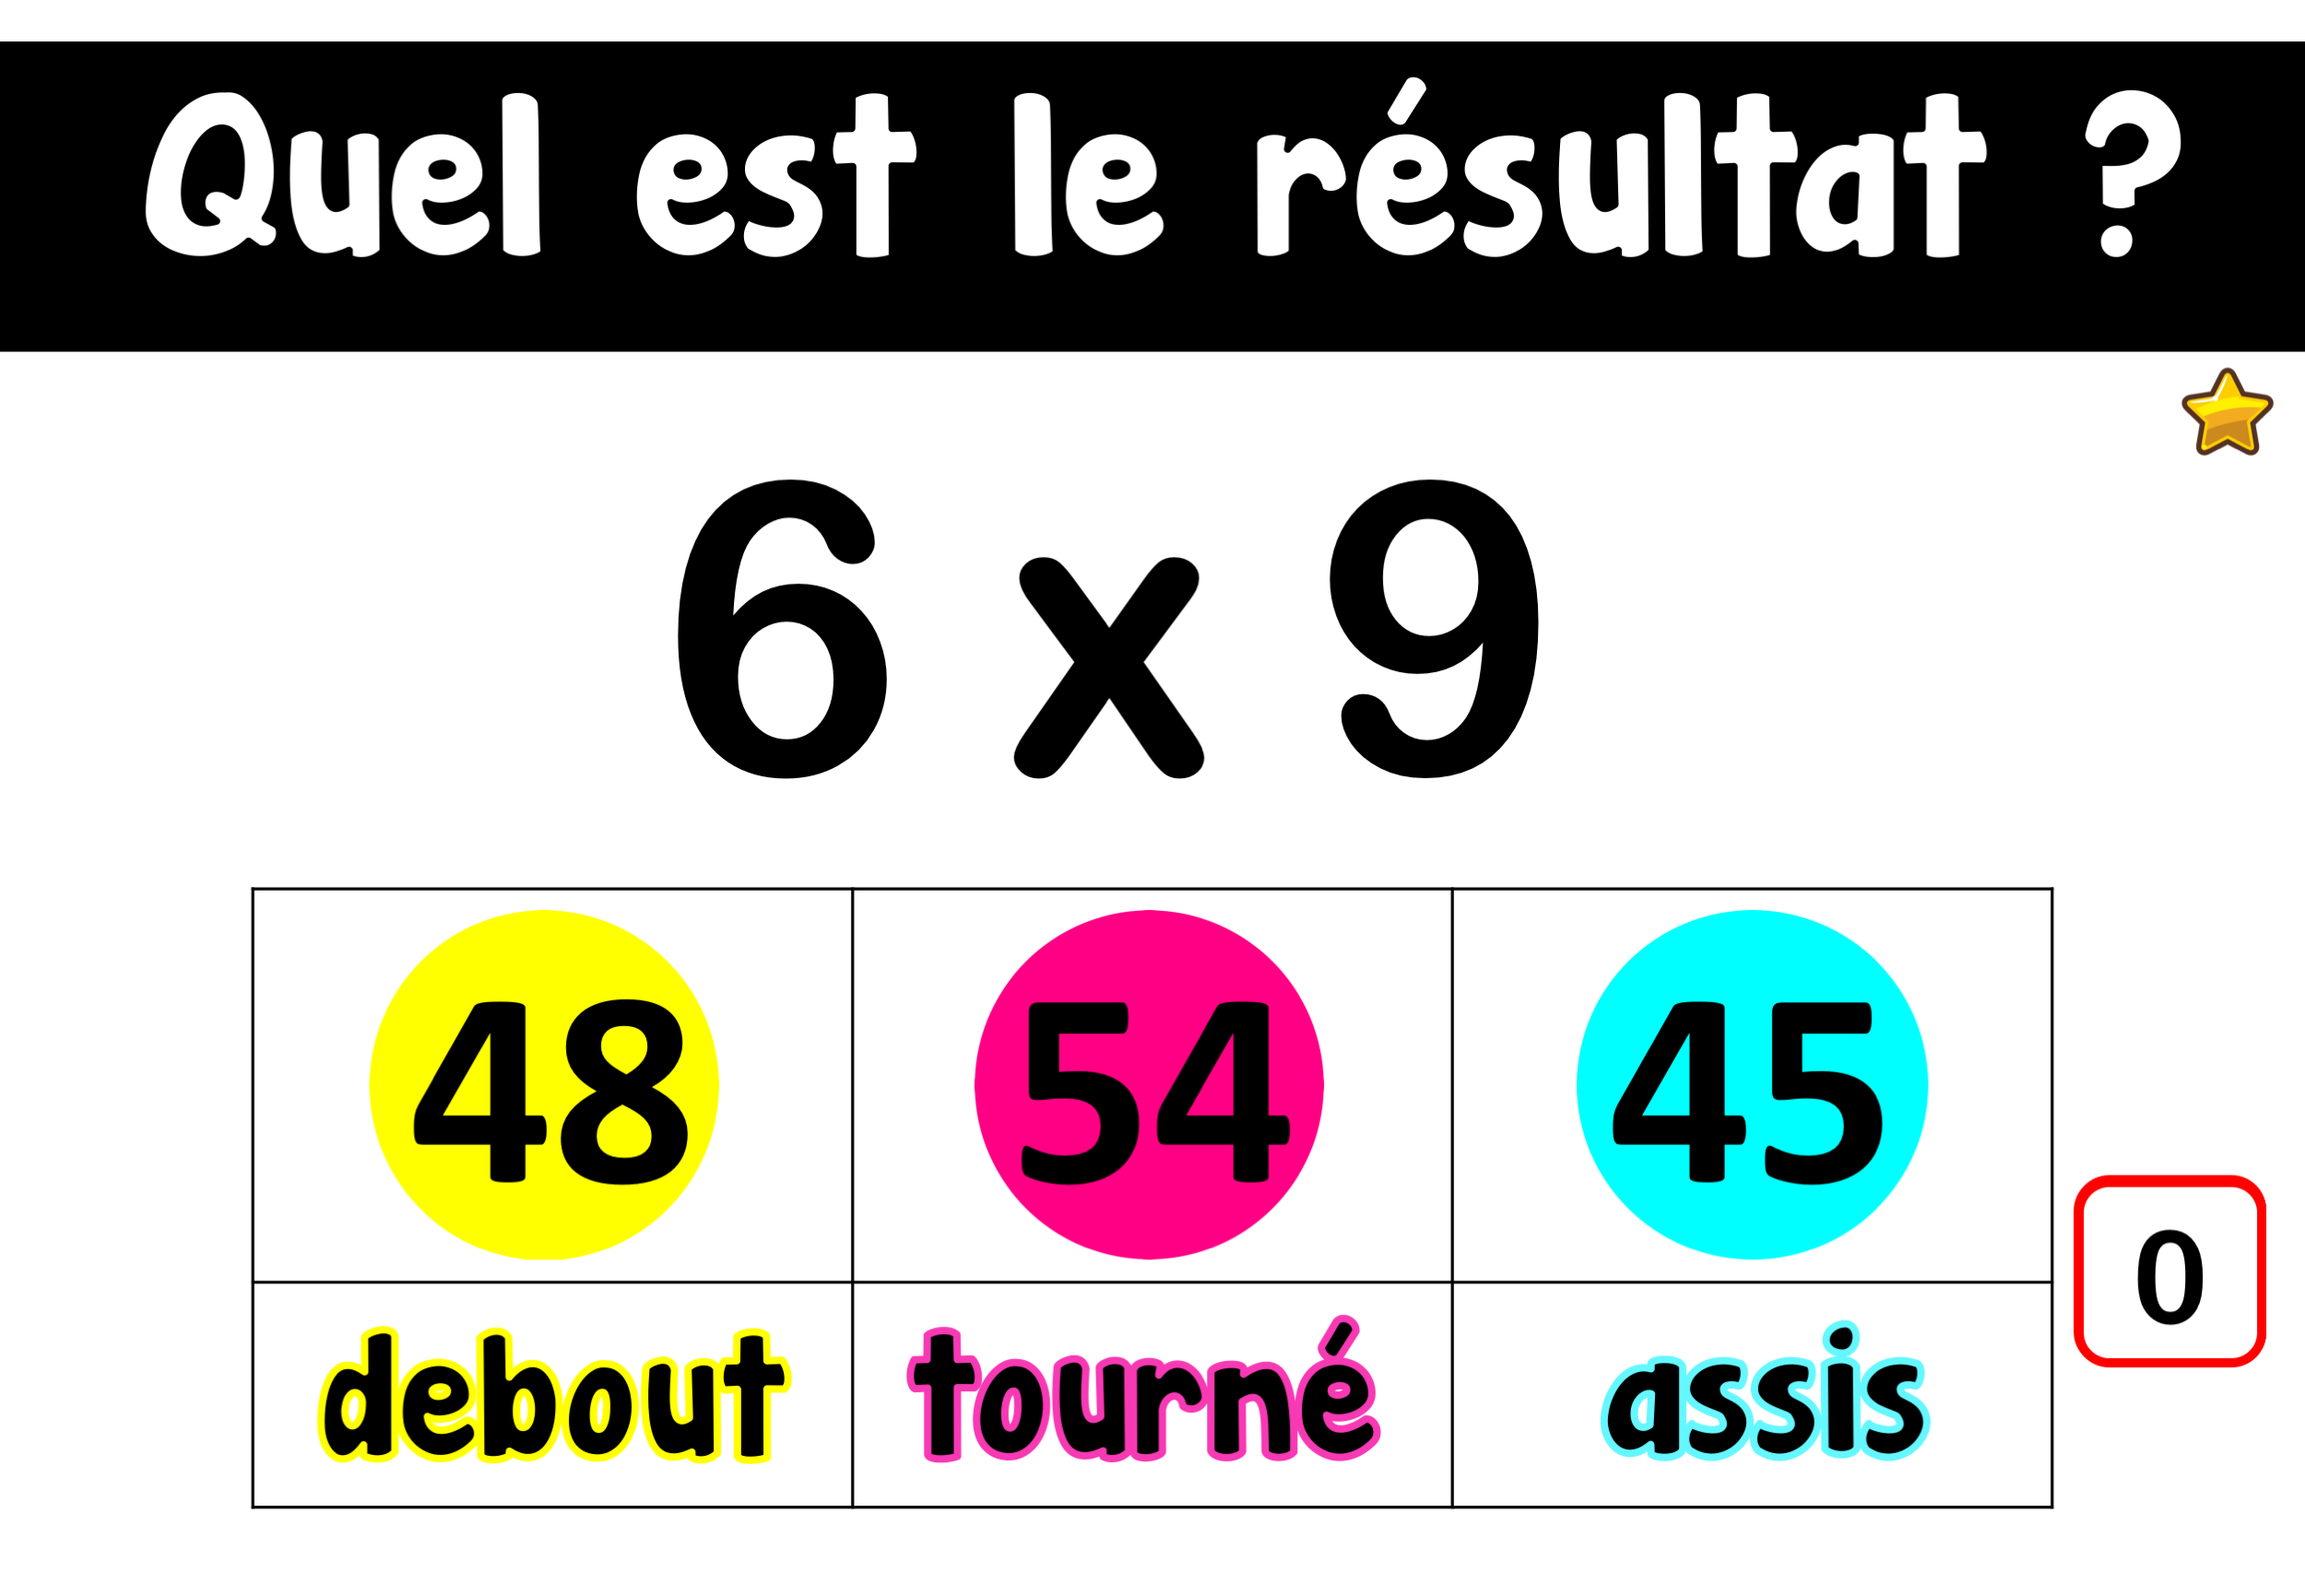 Quel est le résultat ?
6 x 9
48 54 45
0
debout tourné assis